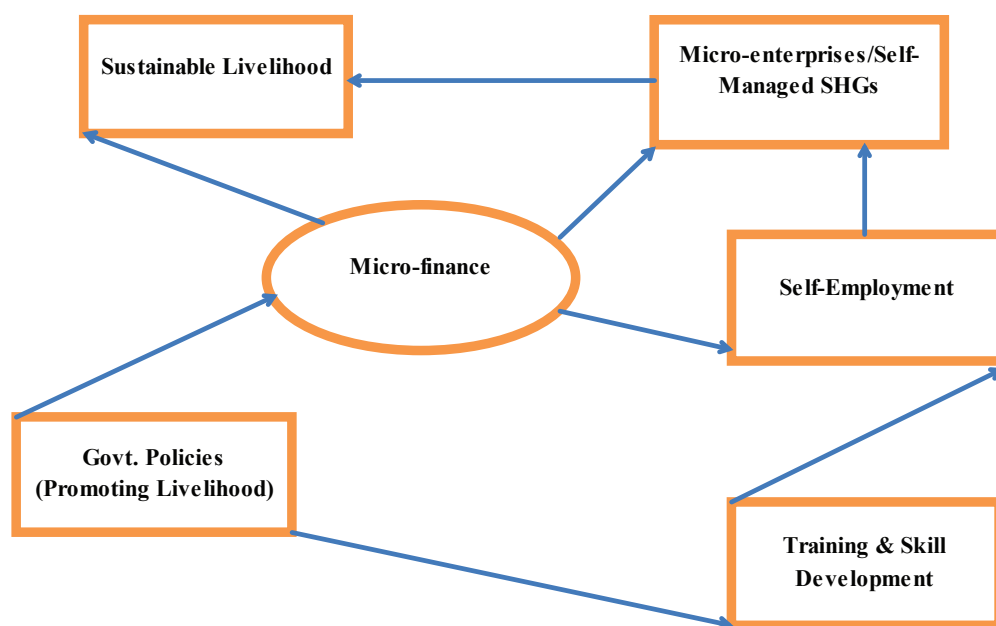 Sustainable Livelihood
Micro-enterprises/Self-
Managed SHGs
Micro-finance
Self-Employment
Govt. Policies
(Promoting Livelihood)
Training & Skill
Development